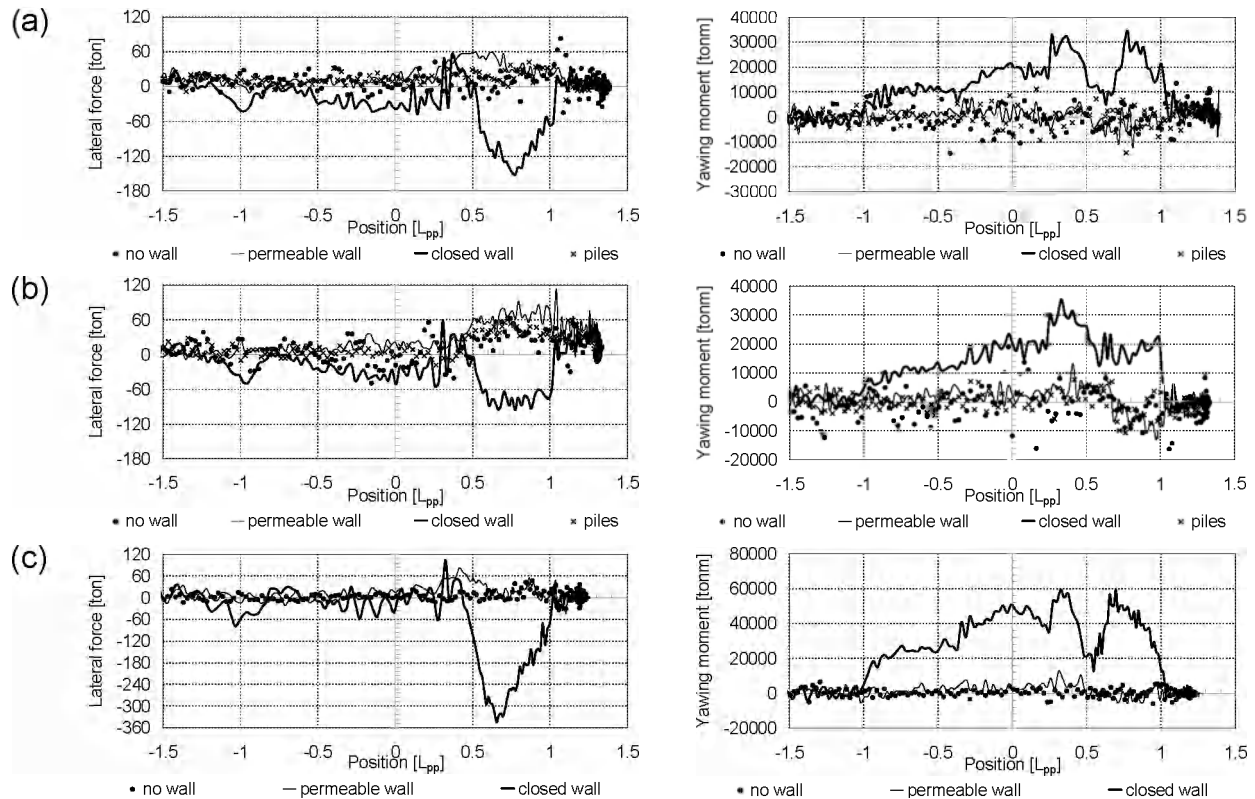 (a)
Lateral force [ton]
120
60
0
-60
-120
-180
-1.5 -1 -0.5 0 0.5 1 1.5
Position [Lpp]
no wall permeable wall closed wall piles
Yawing moment [tonm]
40000
30000
20000
10000
0
-10000
-20000
-30000
-1.5 -1 -0.5 0 0.5 1 1.5
Position [Lpp]
no wall permeable wall closed wall piles
(b)
Lateral force [ton]
120
60
0
-60
-120
-180
-1.5 -1 -0.5 0 0.5 1 1.5
Position [Lpp]
no wall permeable wall closed wall piles
Yawing moment [tonm]
40000
30000
20000
10000
0
-10000
-20000
-1.5 -1 -0.5 0 0.5 1 1.5
Position [Lpp]
no wall permeable wall closed wall piles
(c)
Lateral force [ton]
120
60
0
-60
-120
-180
-240
-300
-360
-1.5 -1 -0.5 0 0.5 1 1.5
Position [Lpp]
no wall permeable wall closed wall
Yawing moment [tonm]
80000
60000
40000
20000
0
-20000
-1.5 -1 -0.5 0 0.5 1 1.5
Position [Lpp]
no wall permeable wall closed wall